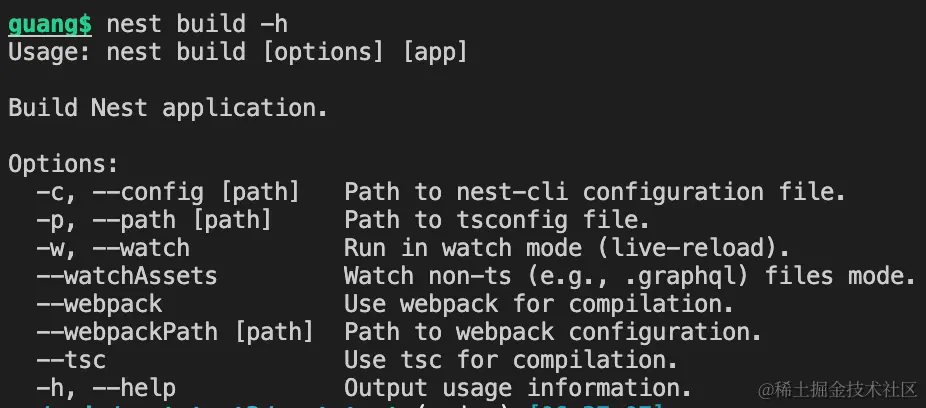 guang$ nest build -h
Usage: nest build [options] [app]
Build Nest application.
Options:
-c, --config [path] Path to nest-cli configuration file.
-p, --path [path] Path to tsconfig file.
-w, --watch Run in watch mode (live-reload).
--watchAssets Watch non-ts (e.g., .graphql) files mode.
--webpack Use webpack for compilation.
--webpackPath [path] Path to webpack configuration.
--tsc Use tsc for compilation.
-h, --help Output usage information.
@稀土掘金技术社区